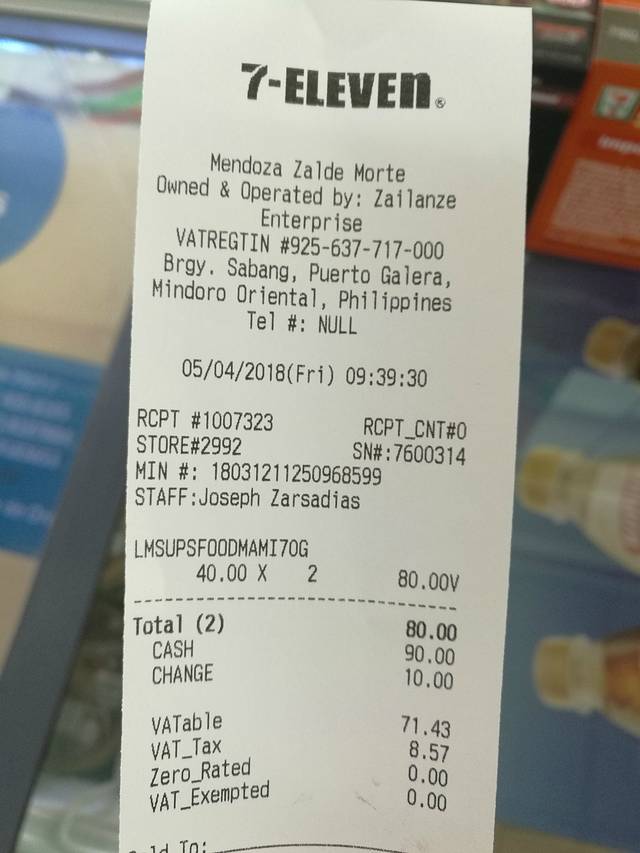 7-ELEVEN®
Mendoza Zalde Morte
Owned & Operated by: Zailanze
Enterprise
VATREGTIN #925-637-717-000
Brgy. Sabang, Puerto Galera,
Mindoro Oriental, Philippines
Tel #: NULL
05/04/2018(Fri) 09:39:30
RCPT #1007323 RCPT_CNT#0
STORE#2992 SN#:7600314
MIN #: 18031211250968599
STAFF:Joseph Zarsadias
LMSUPSFOODMAMI70G
40.00 X 2 80.00V
Total (2) 80.00
CASH 90.00
CHANGE 10.00
VATable 71.43
VAT_Tax 8.57
Zero_Rated 0.00
VAT_Exempted 0.00
To: